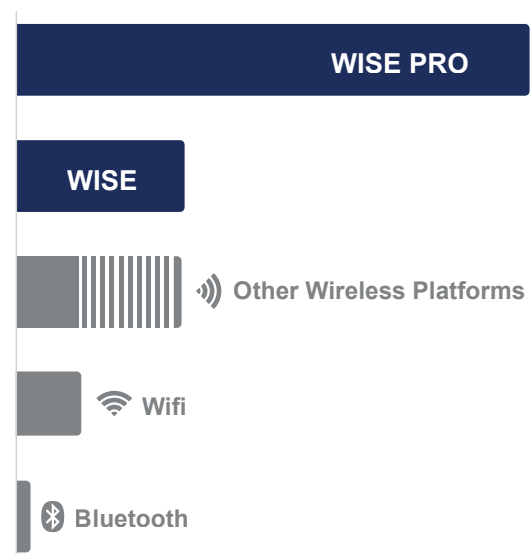 WISE PRO
WISE
Other Wireless Platforms
Wifi
Bluetooth